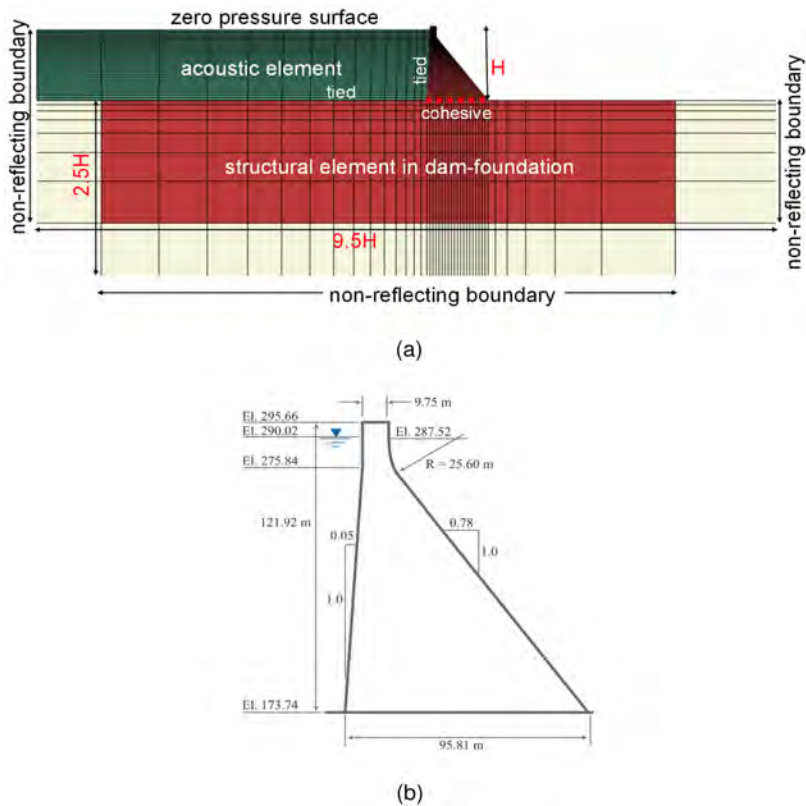 zero pressure surface
non-reflecting boundary
acoustic element
tied
tied
H
cohesive
structural element in dam-foundation
2.5H
9.5H
non-reflecting boundary
non-reflecting boundary
(a)
9.75 m
El. 295.66
El. 290.02
El. 287.52
El. 275.84
R = 25.60 m
121.92 m
0.78
1.0
0.05
1.0
El. 173.74
95.81 m
(b)